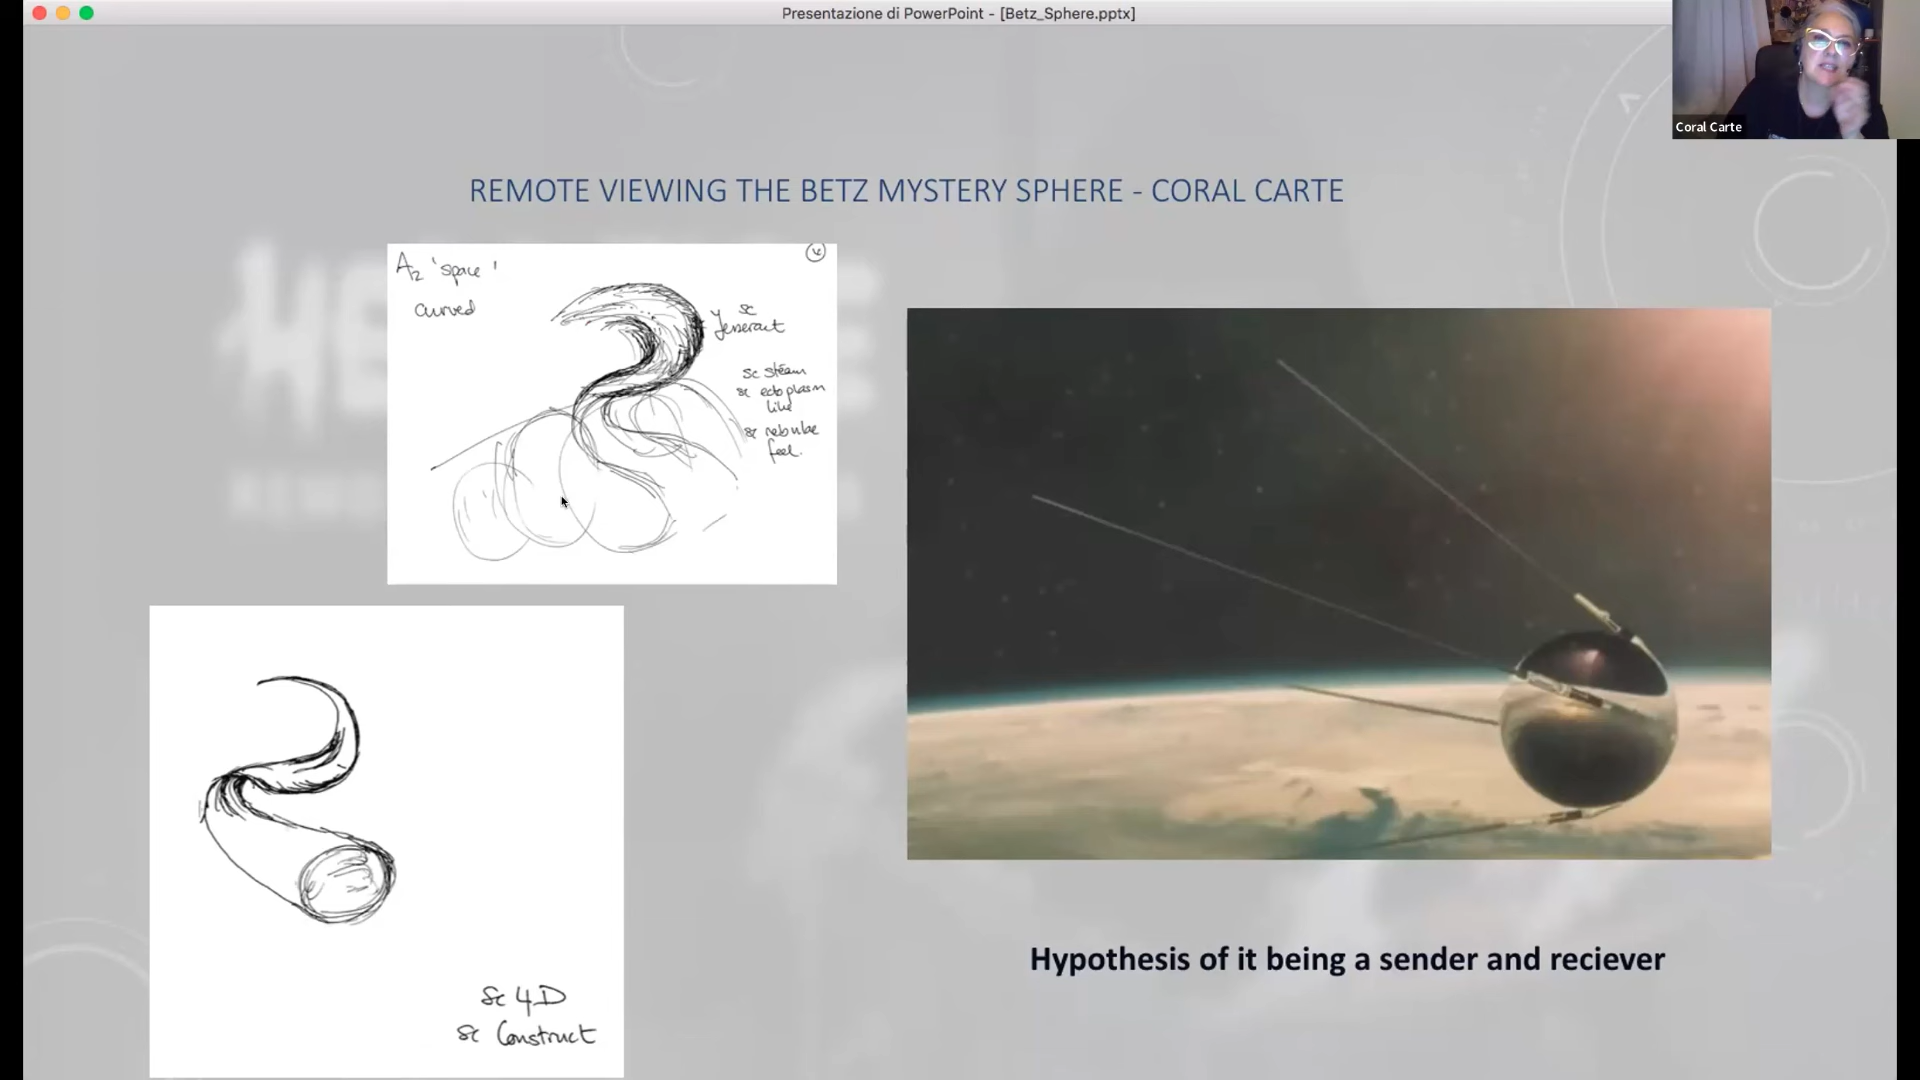 Presentazione di PowerPoint - [Betz_Sphere.pptx]
Coral Carte
REMOTE VIEWING THE BETZ MYSTERY SPHERE - CORAL CARTE
A2 'space'
Curved
sc
sc steam
sc ectoplasm
like
sc nebulae
feel.
Sc 4D
sc Construct
Hypothesis of it being a sender and reciever